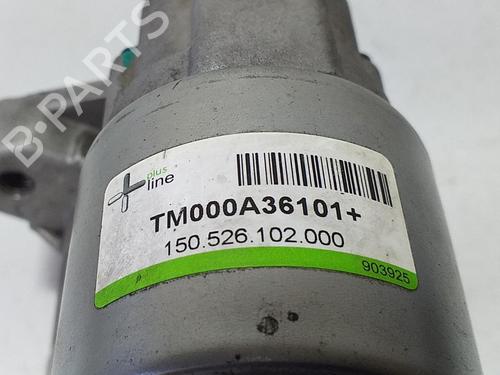 B-PARTS
plus
line
TM000A36101+
150.526.102.000
903925